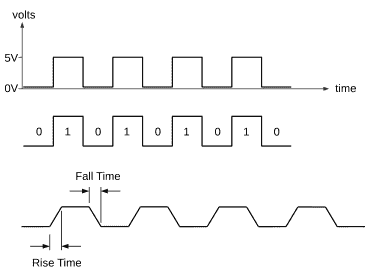 volts
5V
0V
time
0 1 0 1 0 1 0 1 0
Fall Time
Rise Time